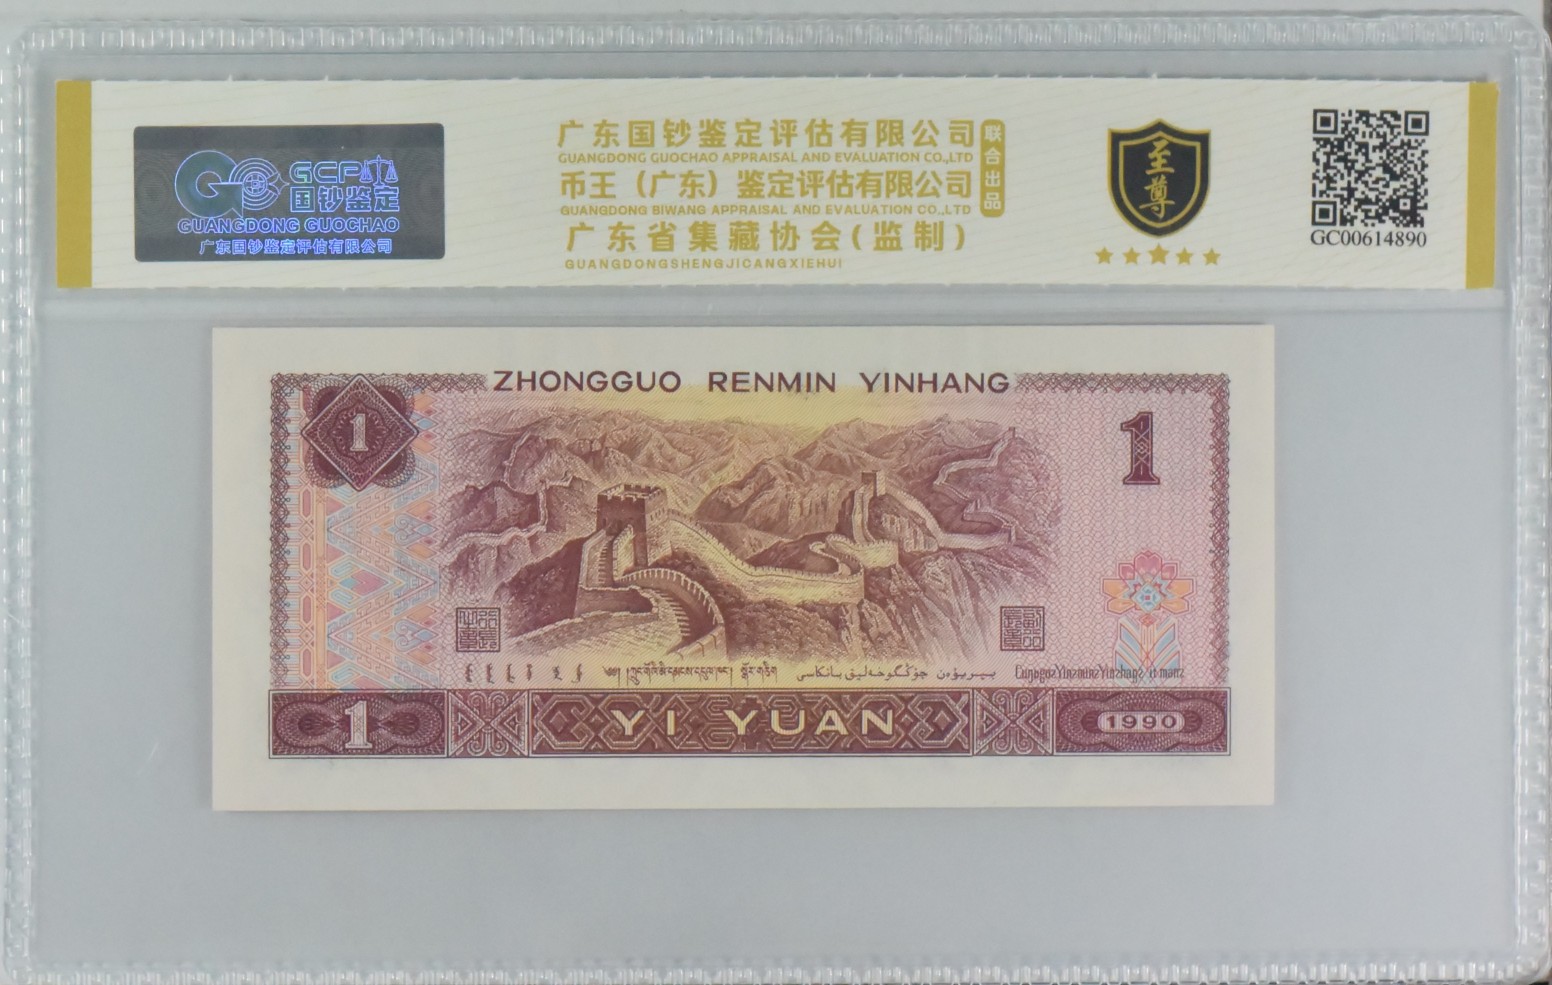 GCP
国钞鉴定
GUANGDONG GUOCHAO
广东国钞鉴定评估有限公司
广东国钞鉴定评估有限公司
GUANGDONG GUOCHAO APPRAISAL AND EVALUATION CO.,LTD
币王（广东）鉴定评估有限公司
GUANGDONG BIWANG APPRAISAL AND EVALUATION CO.,LTD
广东省集藏协会(监制)
GUANGDONGSHENGJICANGXIEHUI
联合出品
至尊
GC00614890
ZHONGGUO RENMIN YINHANG
1
1
1
YI YUAN
1990